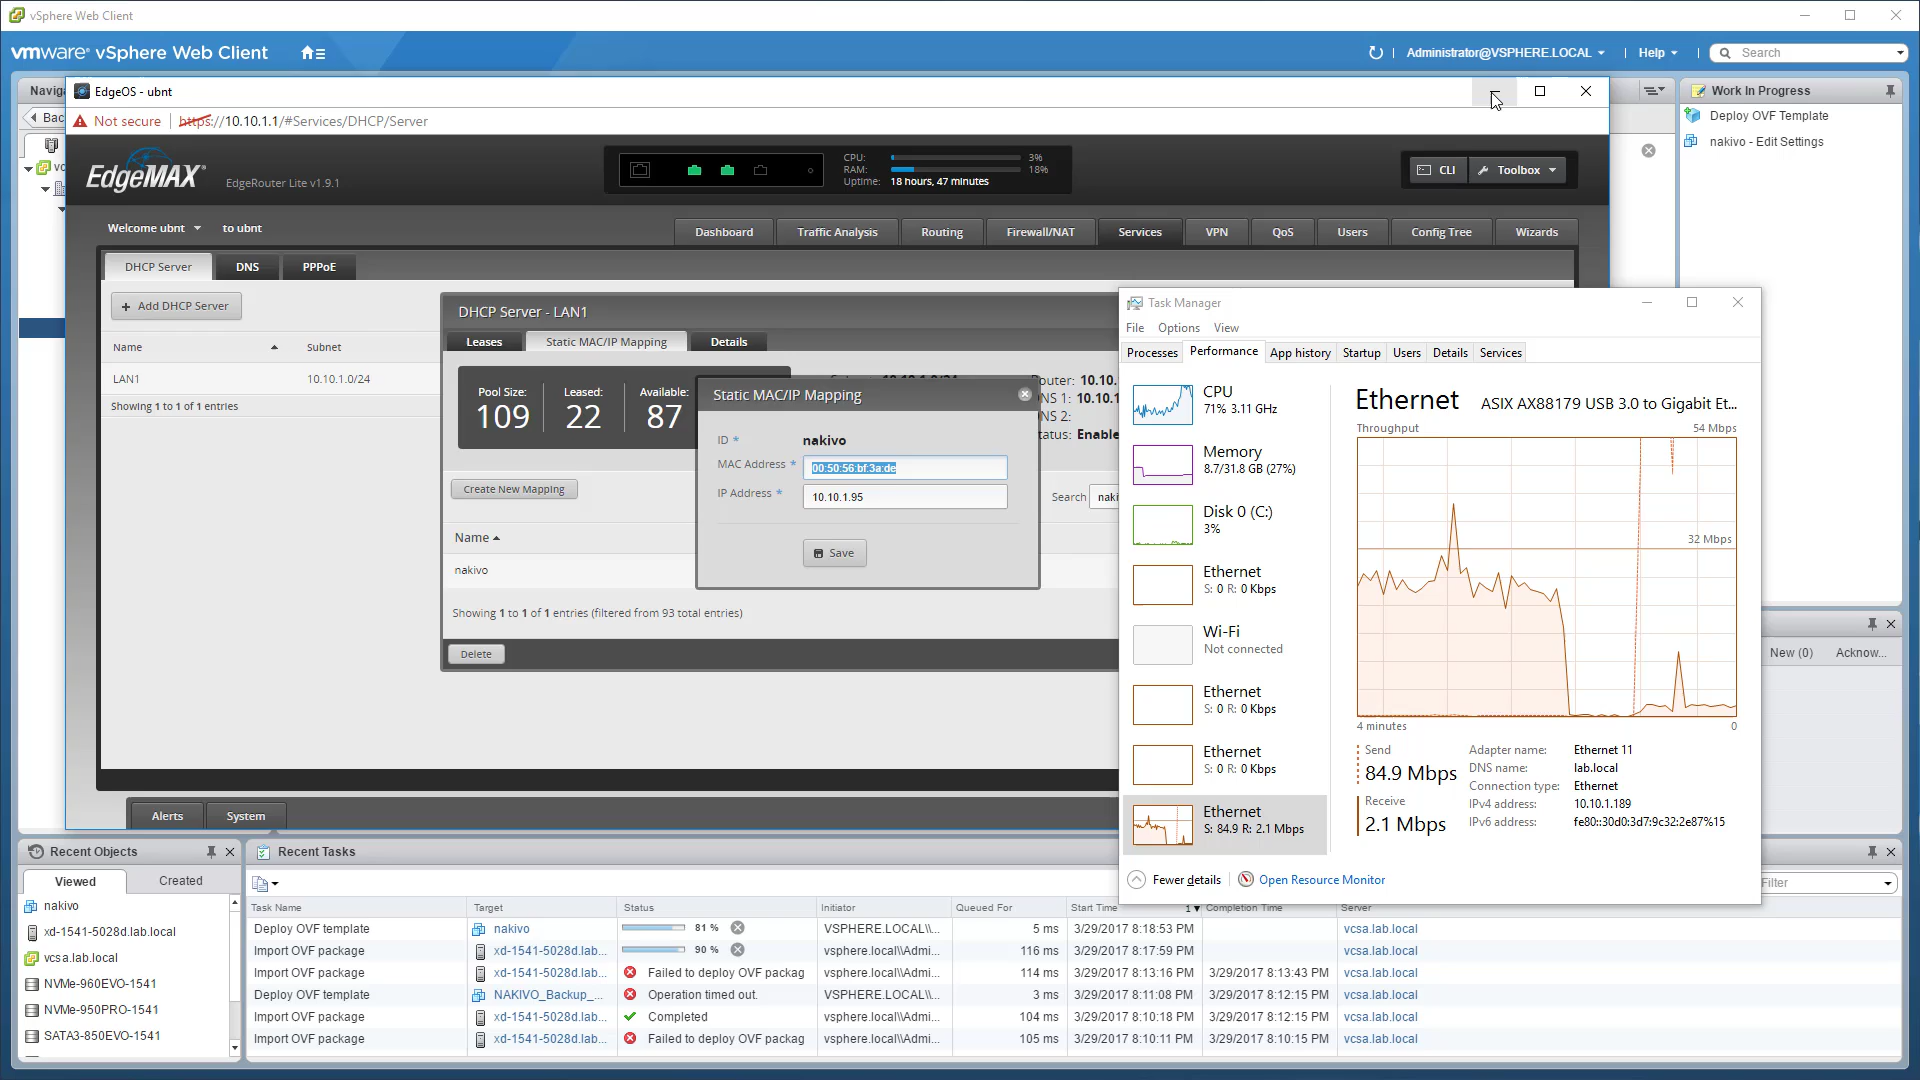 vSphere Web Client
vmware® vSphere Web Client
Administrator@VSPHERE.LOCAL
Help
Search
EdgeOS - ubnt
Not secure
https://10.10.1.1/#Services/DHCP/Server
Work In Progress
Deploy OVF Template
nakivo - Edit Settings
EdgeMAX®
EdgeRouter Lite v1.9.1
CPU: 3%
RAM: 18%
Uptime: 18 hours, 47 minutes
CLI
Toolbox
Welcome ubnt
to ubnt
Dashboard
Traffic Analysis
Routing
Firewall/NAT
Services
VPN
QoS
Users
Config Tree
Wizards
DHCP Server
DNS
PPPoE
+ Add DHCP Server
Name
Subnet
LAN1
10.10.1.0/24
Showing 1 to 1 of 1 entries
DHCP Server - LAN1
Leases
Static MAC/IP Mapping
Details
Pool Size: 109
Leased: 22
Available: 87
Create New Mapping
Search
Name
nakivo
Showing 1 to 1 of 1 entries (filtered from 93 total entries)
Delete
Static MAC/IP Mapping
ID * nakivo
MAC Address * 00:50:56:bf:3a:de
IP Address * 10.10.1.95
Save
Alerts
System
Task Manager
File
Options
View
Processes
Performance
App history
Startup
Users
Details
Services
CPU
71% 3.11 GHz
Memory
8.7/31.8 GB (27%)
Disk 0 (C:)
3%
Ethernet
S: 0 R: 0 Kbps
Wi-Fi
Not connected
Ethernet
S: 0 R: 0 Kbps
Ethernet
S: 0 R: 0 Kbps
Ethernet
S: 84.9 R: 2.1 Mbps
Ethernet
ASIX AX88179 USB 3.0 to Gigabit Et...
Throughput
54 Mbps
32 Mbps
4 minutes
0
Send
84.9 Mbps
Receive
2.1 Mbps
Adapter name: Ethernet 11
DNS name: lab.local
Connection type: Ethernet
IPv4 address: 10.10.1.189
IPv6 address: fe80::30d0:3d7:9c32:2e87%15
Fewer details
Open Resource Monitor
New (0)
Acknow...
Recent Objects
Viewed
Created
nakivo
xd-1541-5028d.lab.local
vcsa.lab.local
NVMe-960EVO-1541
NVMe-950PRO-1541
SATA3-850EVO-1541
Recent Tasks
Filter
Task Name Target Status Initiator Queued For Start Time 1 Completion Time Server
Deploy OVF template nakivo 81 % VSPHERE.LOCAL\\... 5 ms 3/29/2017 8:18:53 PM vcsa.lab.local
Import OVF package xd-1541-5028d.lab... 90 % vsphere.local\\Admi... 116 ms 3/29/2017 8:17:59 PM vcsa.lab.local
Import OVF package xd-1541-5028d.lab... Failed to deploy OVF packag vsphere.local\\Admi... 114 ms 3/29/2017 8:13:16 PM 3/29/2017 8:13:43 PM vcsa.lab.local
Deploy OVF template NAKIVO_Backup_... Operation timed out. VSPHERE.LOCAL\\... 3 ms 3/29/2017 8:11:08 PM 3/29/2017 8:12:15 PM vcsa.lab.local
Import OVF package xd-1541-5028d.lab... Completed vsphere.local\\Admi... 104 ms 3/29/2017 8:10:18 PM 3/29/2017 8:12:15 PM vcsa.lab.local
Import OVF package xd-1541-5028d.lab... Failed to deploy OVF packag vsphere.local\\Admi... 105 ms 3/29/2017 8:10:11 PM 3/29/2017 8:10:15 PM vcsa.lab.local